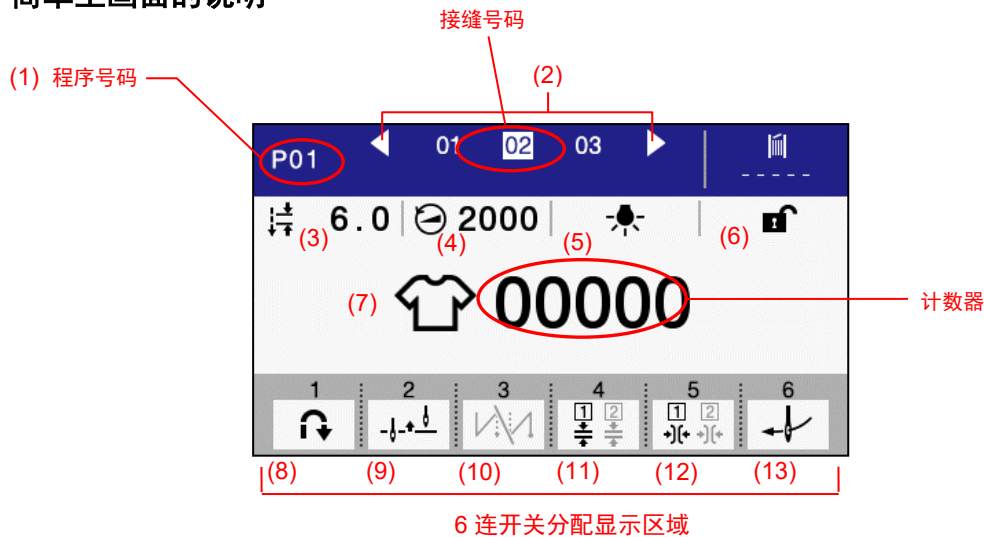 接缝号码
(1) 程序号码
(2)
P01
01 02 03
- - - - -
(3) 6.0
(4) 2000
(5)
(6)
(7) 00000
计数器
1 2 3 4 5 6
1 2 1 2
(8) (9) (10) (11) (12) (13)
6 连开关分配显示区域